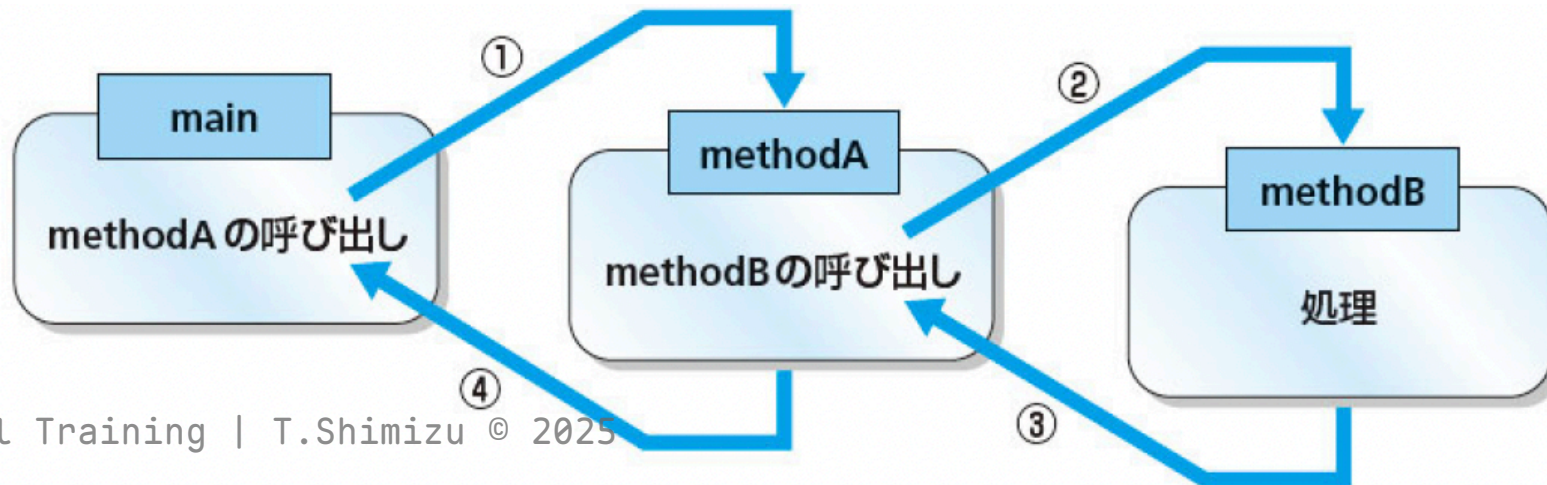 ①
②
main
methodA
methodB
methodAの呼び出し
methodBの呼び出し
処理
④
③
l Training | T.Shimizu © 2025